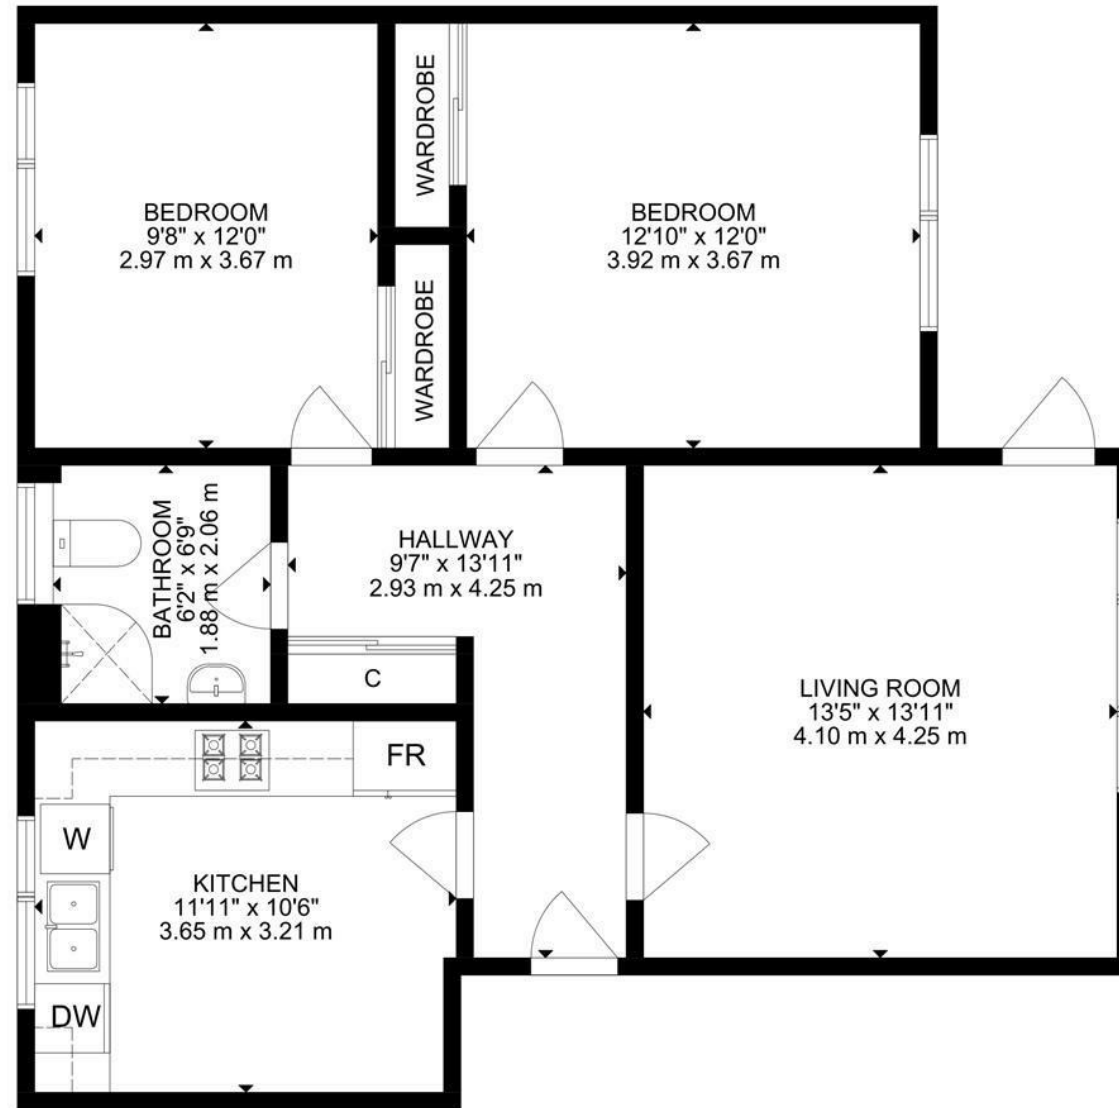 BEDROOM
9'8" x 12'0"
2.97 m x 3.67 m
WARDROBE
WARDROBE
BEDROOM
12'10" x 12'0"
3.92 m x 3.67 m
BATHROOM
6'2" x 6'9"
1.88 m x 2.06 m
HALLWAY
9'7" x 13'11"
2.93 m x 4.25 m
C
LIVING ROOM
13'5" x 13'11"
4.10 m x 4.25 m
FR
W
KITCHEN
11'11" x 10'6"
3.65 m x 3.21 m
DW